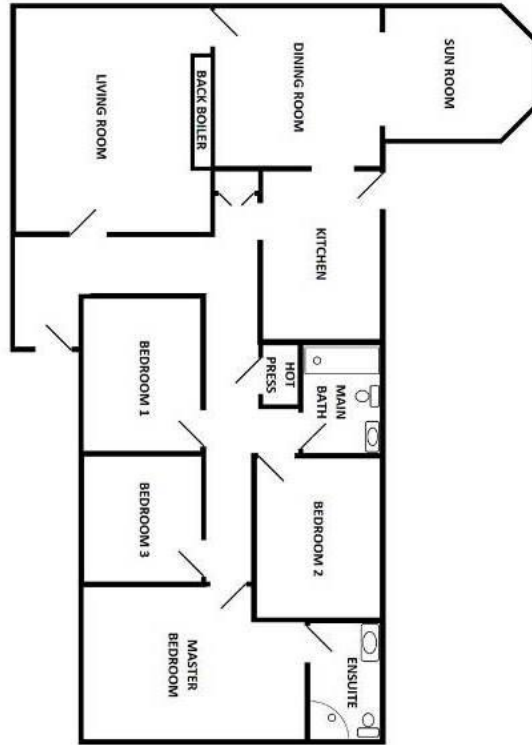 SUN ROOM
DINING ROOM
BACK BOILER
LIVING ROOM
KITCHEN
HOT
PRESS
MAIN
BATH
BEDROOM 1
BEDROOM 3
BEDROOM 2
MASTER
BEDROOM
ENSUITE